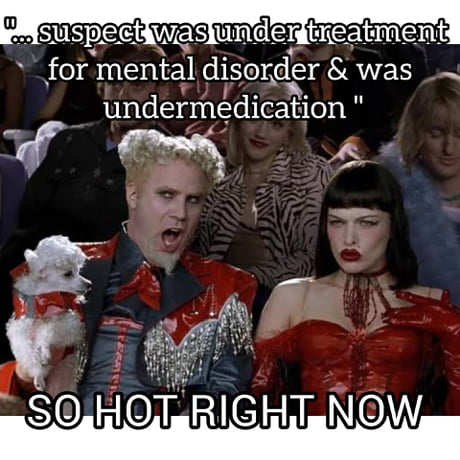 "... suspect was under treatment
for mental disorder & was
undermedication "
SO HOT RIGHT NOW